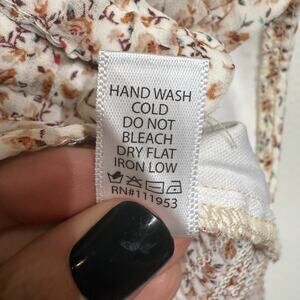 HAND WASH
COLD
DO NOT
BLEACH
DRY FLAT
IRON LOW
RN#111953